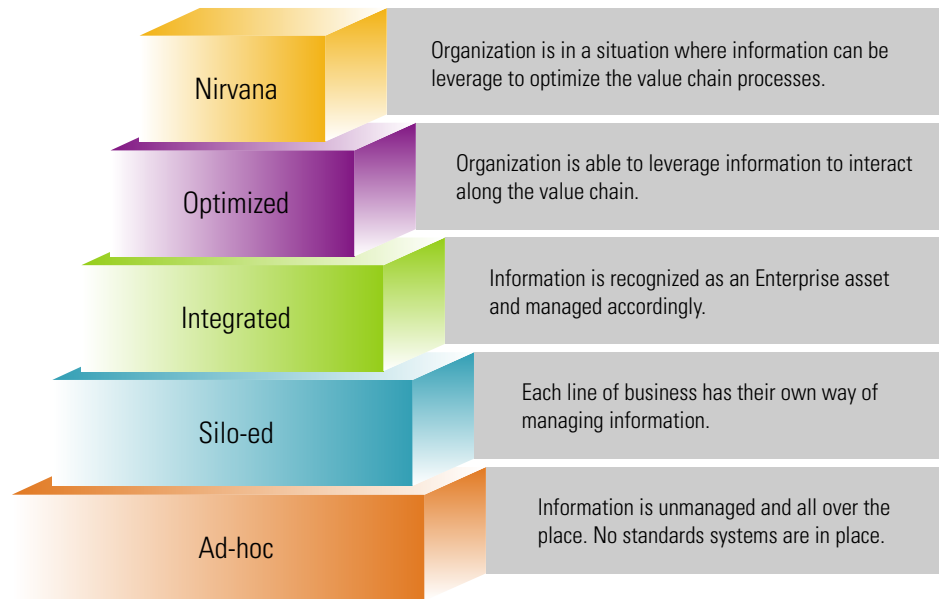 Nirvana
Organization is in a situation where information can be
leverage to optimize the value chain processes.
Optimized
Organization is able to leverage information to interact
along the value chain.
Integrated
Information is recognized as an Enterprise asset
and managed accordingly.
Silo-ed
Each line of business has their own way of
managing information.
Ad-hoc
Information is unmanaged and all over the
place. No standards systems are in place.